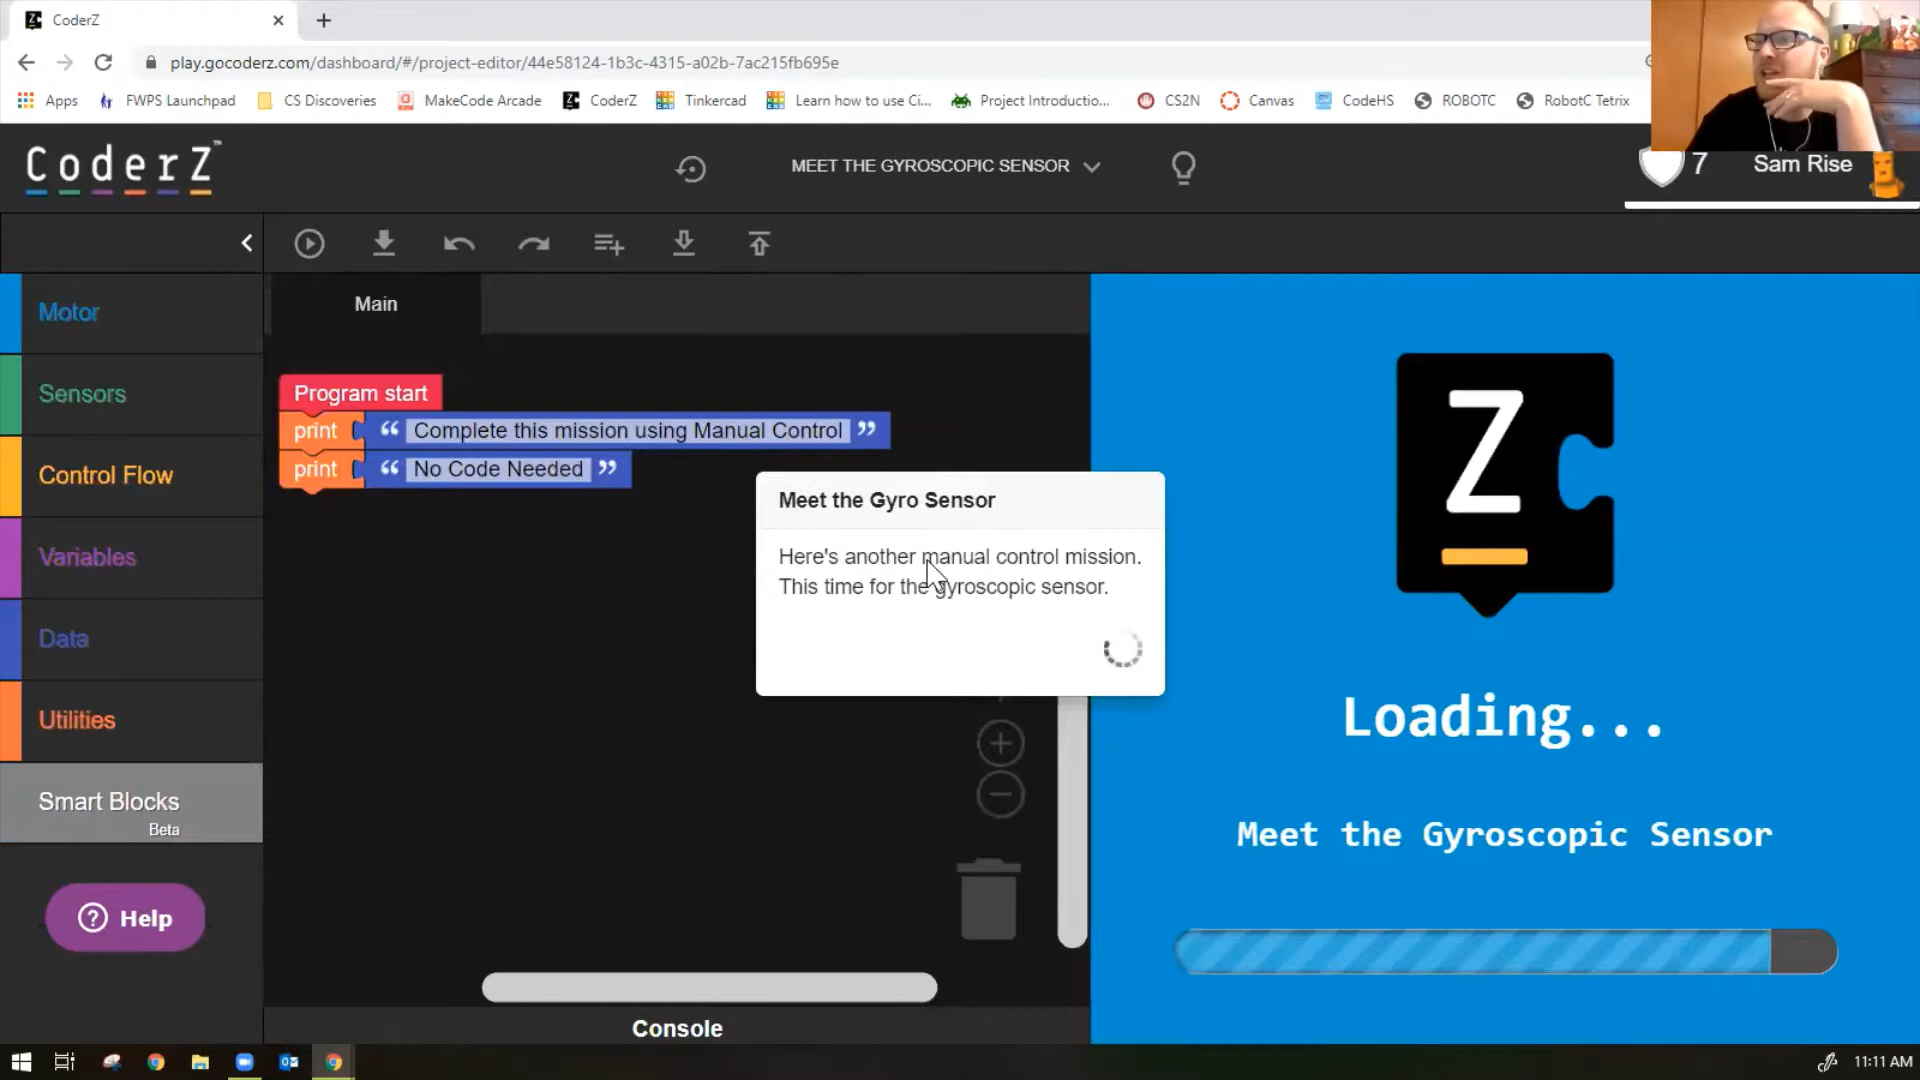 CoderZ
play.gocoderz.com/dashboard/#/project-editor/44e58124-1b3c-4315-a02b-7ac215fb695e
Apps FWPS Launchpad CS Discoveries MakeCode Arcade CoderZ Tinkercad Learn how to use Ci... Project Introductio... CS2N Canvas CodeHS ROBOTC RobotC Tetrix
CoderZ™
MEET THE GYROSCOPIC SENSOR
7 Sam Rise
Motor
Sensors
Control Flow
Variables
Data
Utilities
Smart Blocks
Beta
Help
Main
Program start
print “ Complete this mission using Manual Control ”
print “ No Code Needed ”
Meet the Gyro Sensor
Here's another manual control mission.
This time for the gyroscopic sensor.
Console
Z
Loading...
Meet the Gyroscopic Sensor
11:11 AM